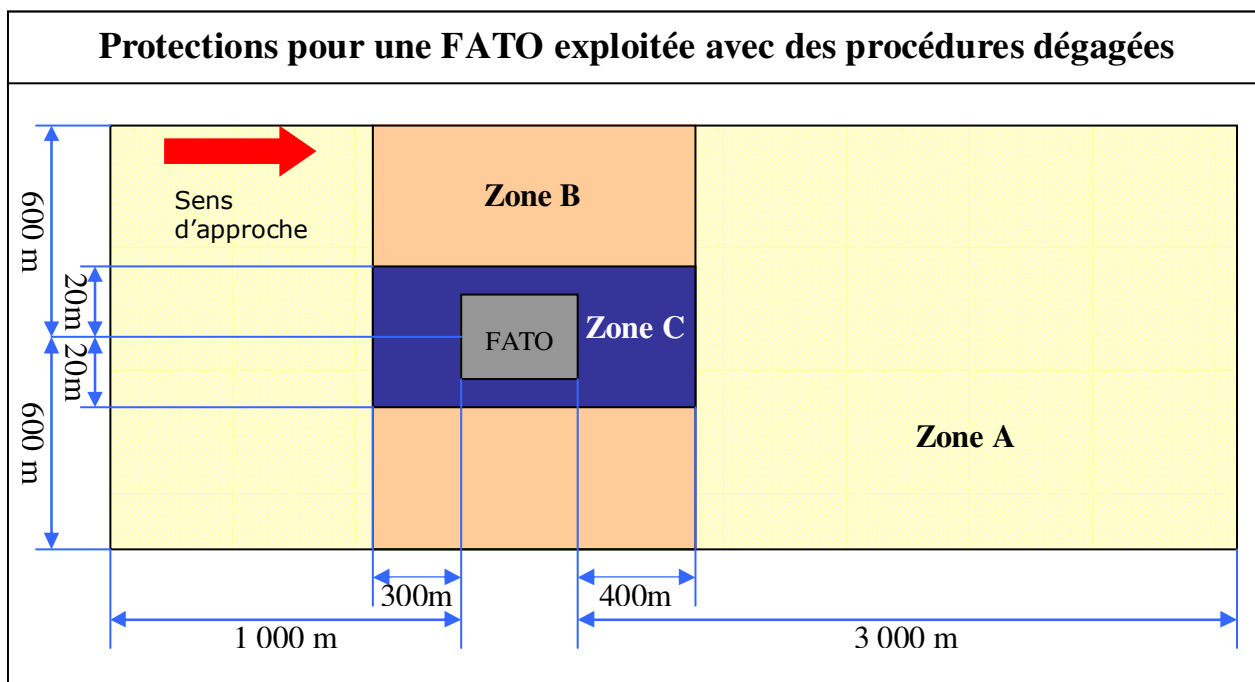 Protections pour une FATO exploitée avec des procédures dégagées
Sens
d'approche
Zone B
600 m
20m
FATO
Zone C
20m
600 m
Zone A
300m
400m
1 000 m
3 000 m